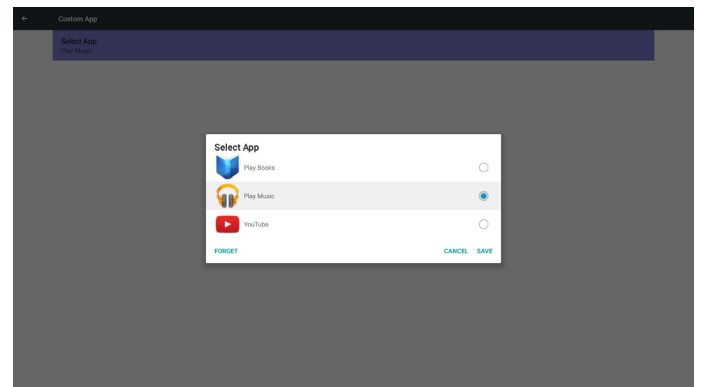 Custom App
Select App
Play Music
Select App
Play Books
Play Music
YouTube
FORGET CANCEL SAVE